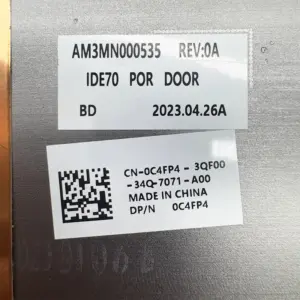 AM3MN000535 REV:0A
IDE70 POR DOOR
BD 2023.04.26A
CN-0C4FP4 - 3QF00
-34Q-7071-A00
MADE IN CHINA
DP/N 0C4FP4